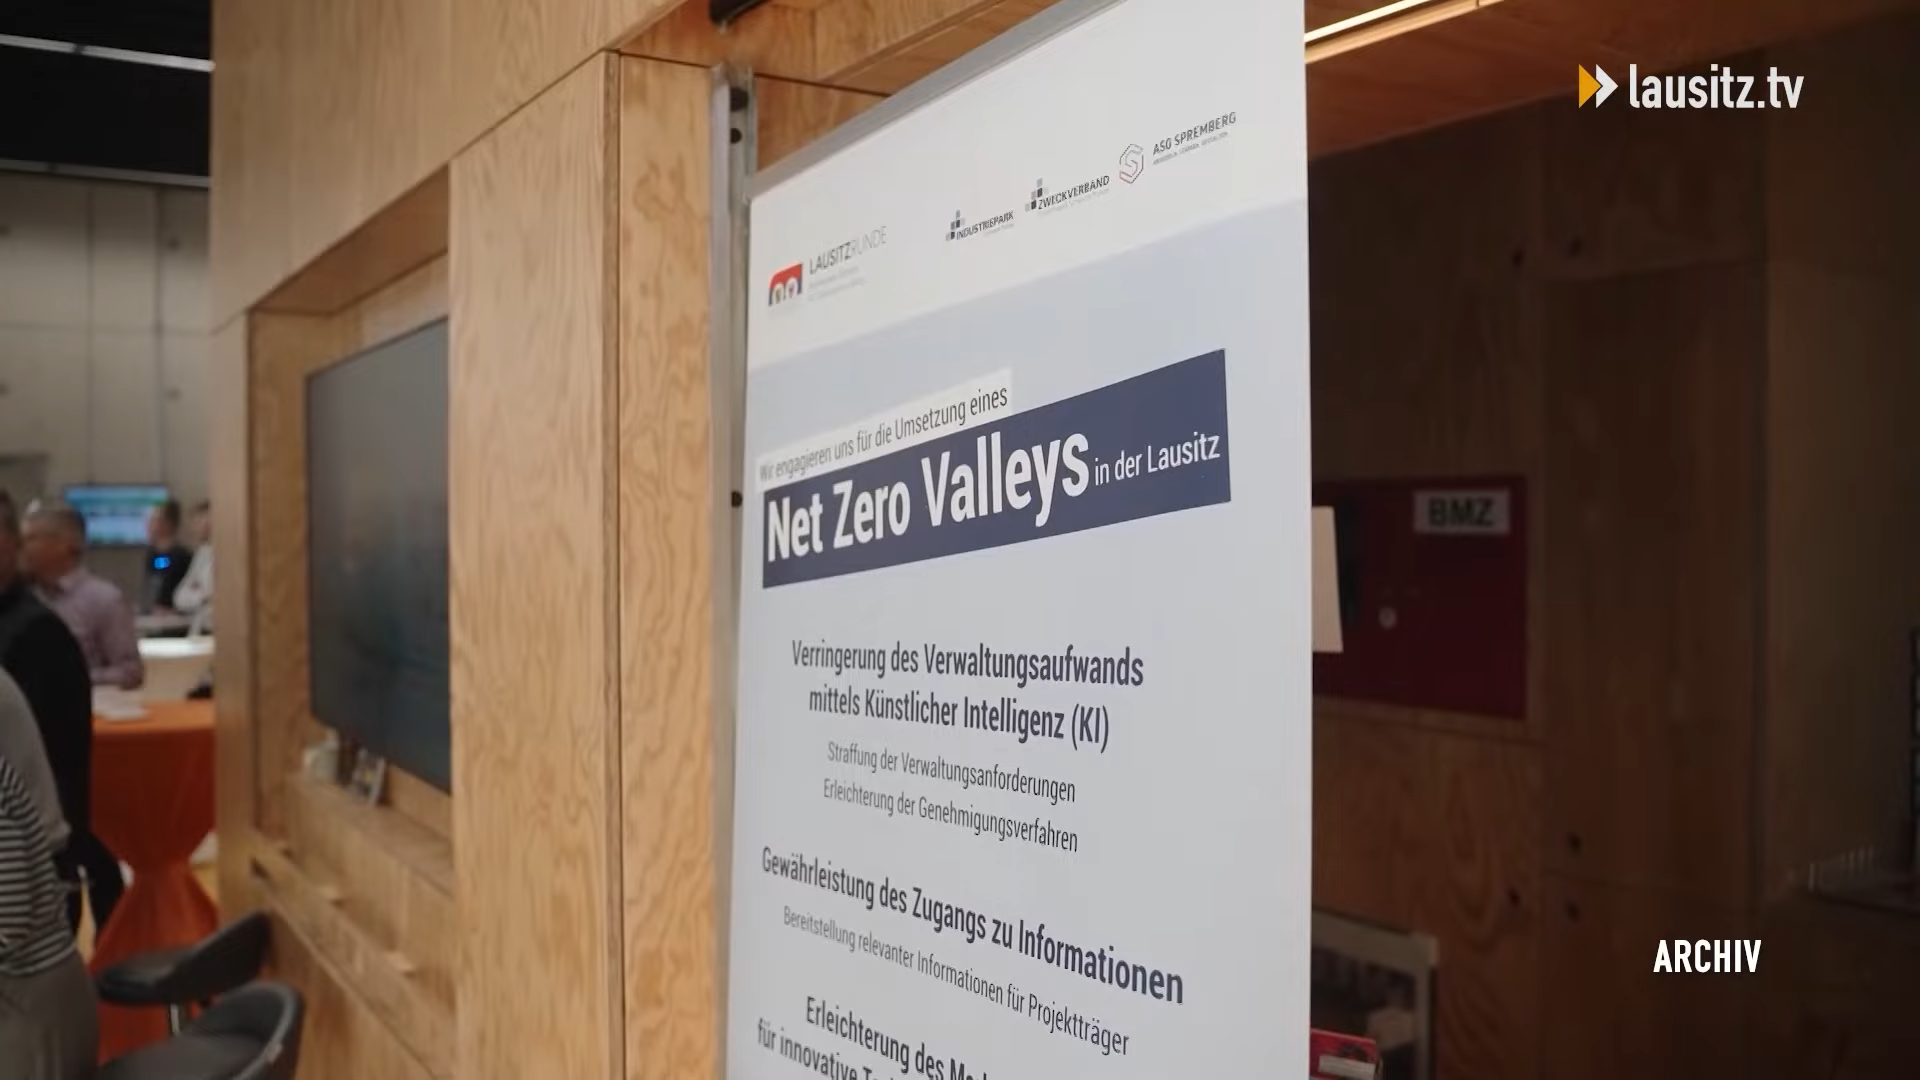 lausitz.tv
ASG SPREMBERG
ZWECKVERBAND
INDUSTRIEPARK
LAUSITZRUNDE
Wir engagieren uns für die Umsetzung eines
Net Zero Valleys in der Lausitz
BMZ
Verringerung des Verwaltungsaufwands
mittels Künstlicher Intelligenz (KI)
Straffung der Verwaltungsanforderungen
Erleichterung der Genehmigungsverfahren
Gewährleistung des Zugangs zu Informationen
Bereitstellung relevanter Informationen für Projektträger
Erleichterung des
für innovative
ARCHIV